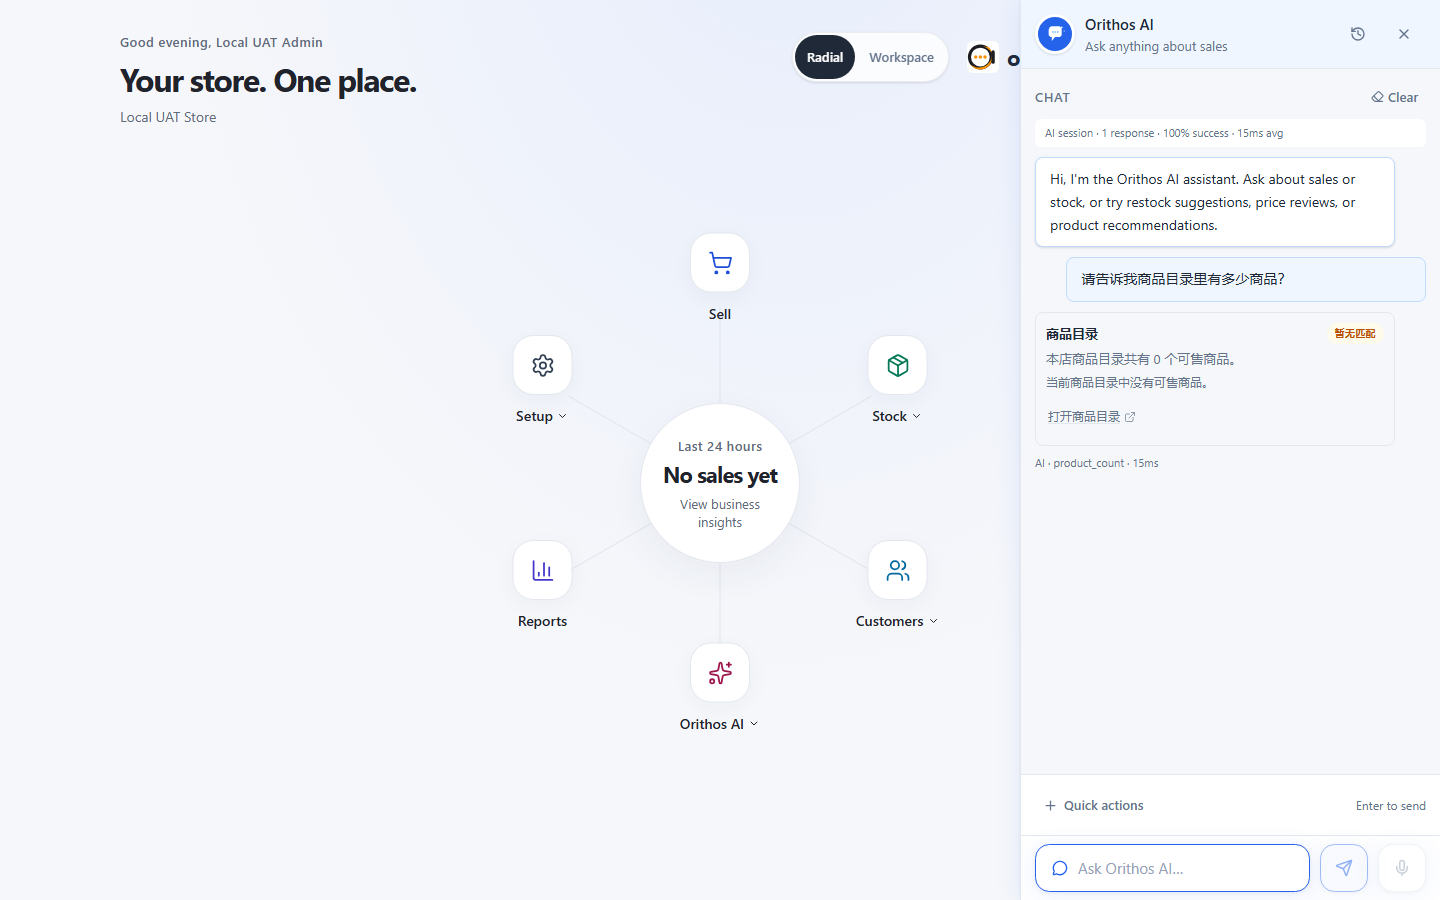 Good evening, Local UAT Admin
Your store. One place.
Local UAT Store
Radial
Workspace
Sell
Setup
Stock
Last 24 hours
No sales yet
View business
insights
Reports
Customers
Orithos AI
Orithos AI
Ask anything about sales
CHAT
Clear
AI session · 1 response · 100% success · 15ms avg
Hi, I'm the Orithos AI assistant. Ask about sales or
stock, or try restock suggestions, price reviews, or
product recommendations.
请告诉我商品目录里有多少商品?
商品目录
暂无匹配
本店商品目录共有 0 个可售商品。
当前商品目录中没有可售商品。
打开商品目录
AI · product_count · 15ms
Quick actions
Enter to send
Ask Orithos AI...